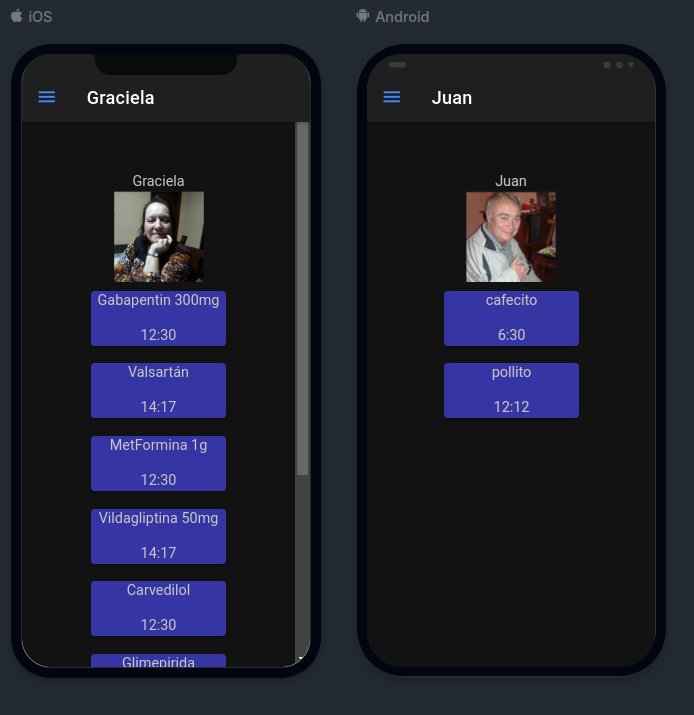 iOS
Graciela
Graciela
Gabapentin 300mg
12:30
Valsartán
14:17
MetFormina 1g
12:30
Vildagliptina 50mg
14:17
Carvedilol
12:30
Glimepirida
Android
Juan
Juan
cafecito
6:30
pollito
12:12